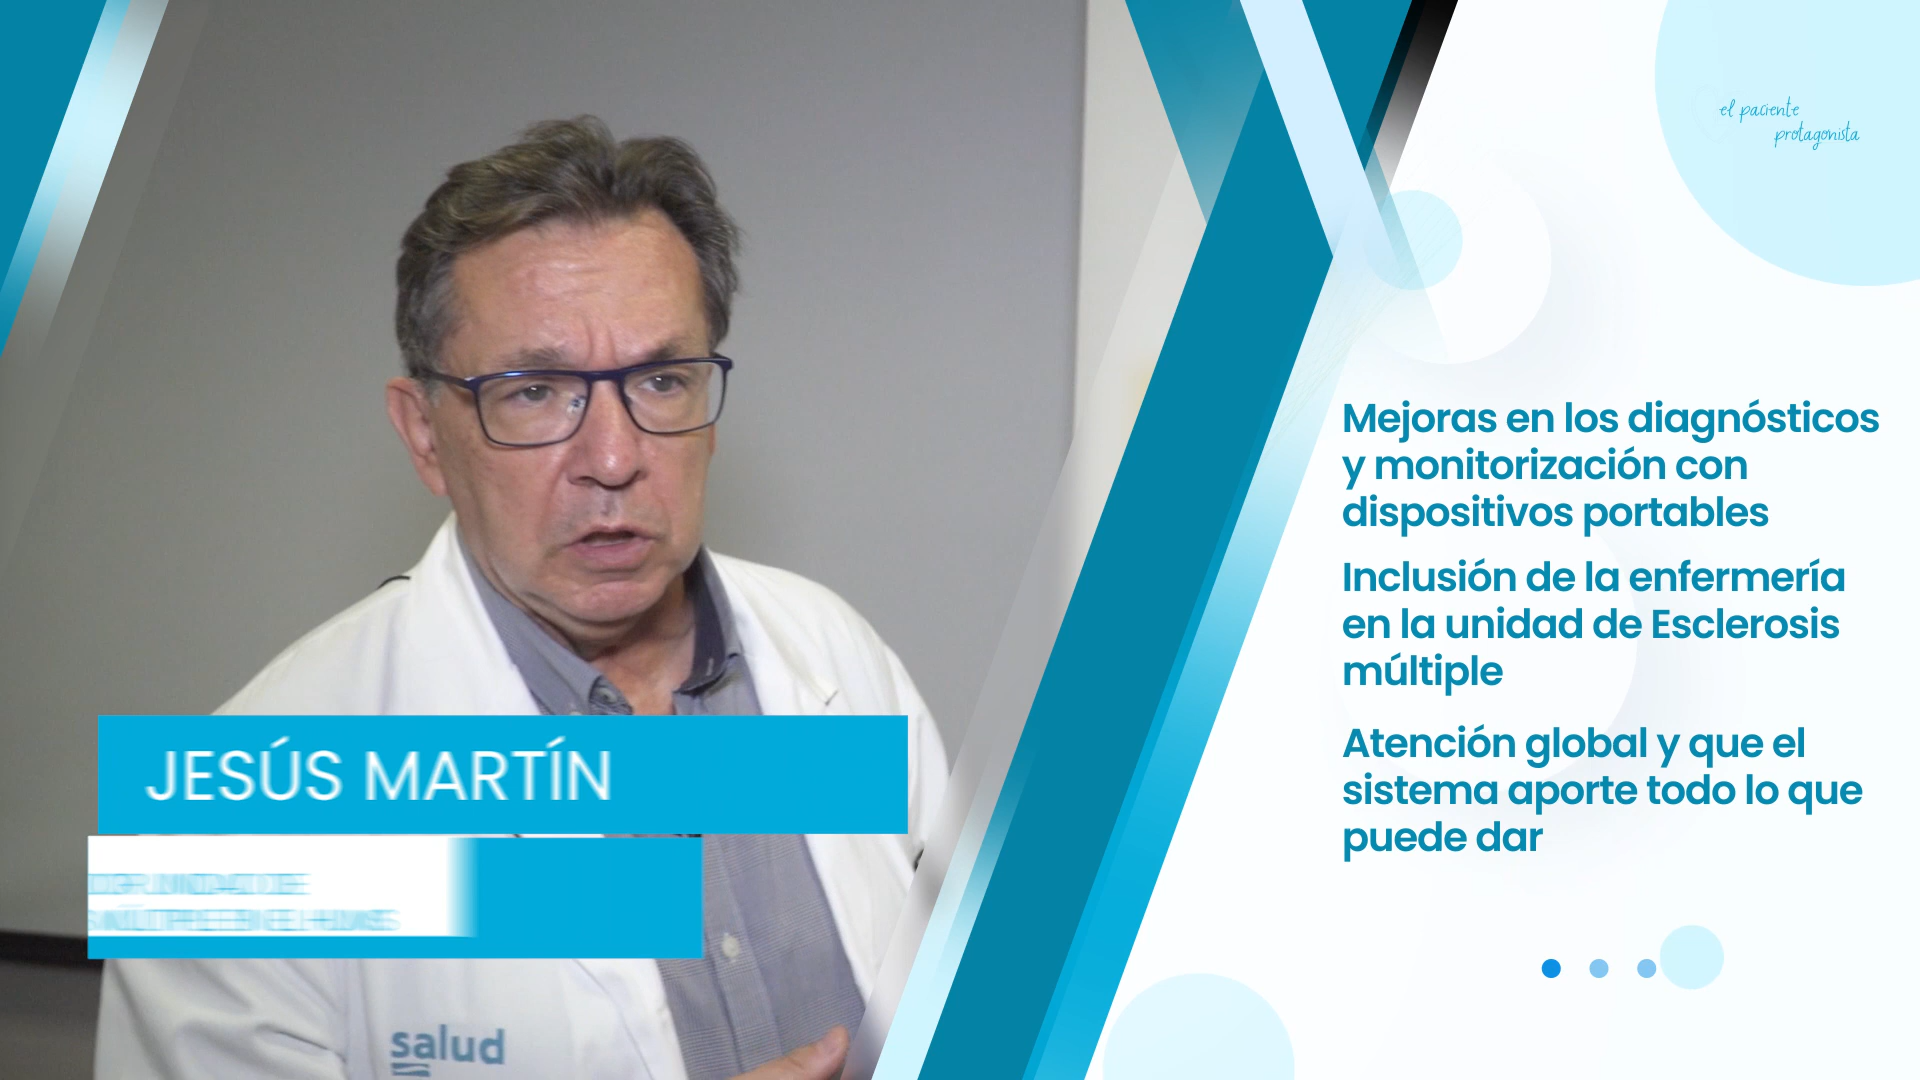 el paciente
protagonista
Mejoras en los diagnósticos
y monitorización con
dispositivos portables
Inclusión de la enfermería
en la unidad de Esclerosis
múltiple
Atención global y que el
sistema aporte todo lo que
puede dar
JESÚS MARTÍN
salud